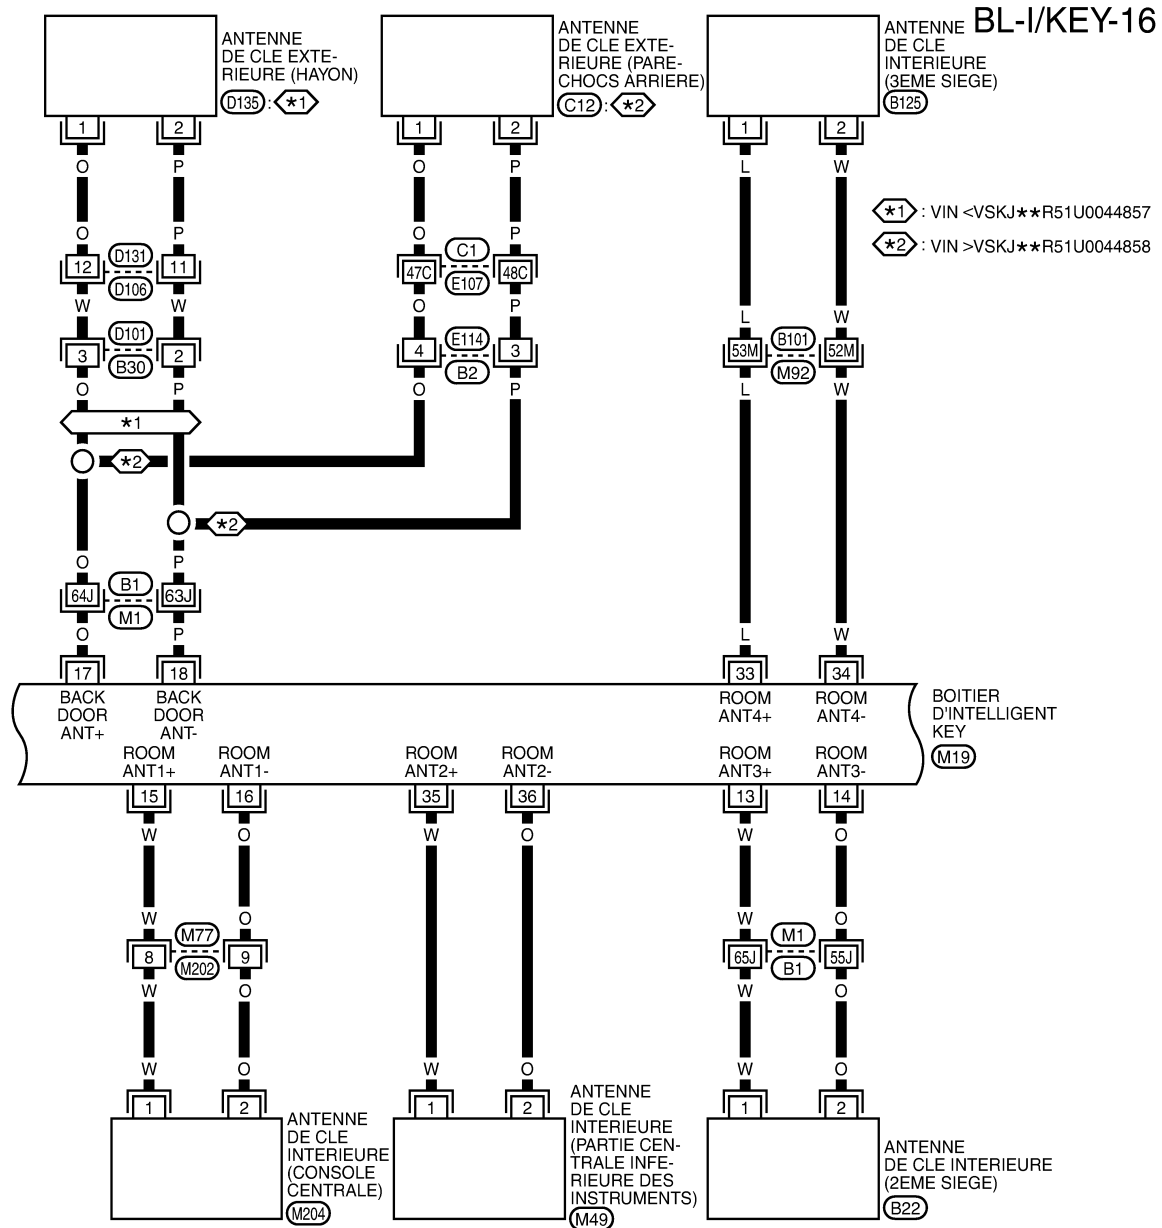 BL-I/KEY-16
ANTENNE
DE CLE EXTE-
RIEURE (HAYON)
D135 : *1
ANTENNE
DE CLE EXTE-
RIEURE (PARE-
CHOCS ARRIERE)
C12 : *2
ANTENNE
DE CLE
INTERIEURE
(3EME SIEGE)
B125
1 2 1 2 1 2
O P O P L W
*1 : VIN <VSKJ**R51U0044857
*2 : VIN >VSKJ**R51U0044858
O P O P
12 D131 11 47C C1 48C
D106 E107
W W O P L W
3 D101 2 4 E114 3 53M B101 52M
B30 B2 M92
O P O P L W
*1
*2
*2
O P
64J B1 63J
M1
O P L W
17 18 33 34
BACK
DOOR
ANT+
BACK
DOOR
ANT-
ROOM
ANT4+
ROOM
ANT4-
BOITIER
D'INTELLIGENT
KEY
M19
ROOM
ANT1+
ROOM
ANT1-
ROOM
ANT2+
ROOM
ANT2-
ROOM
ANT3+
ROOM
ANT3-
15 16 35 36 13 14
W O W O W O
W O W O
8 M77 9 65J M1 55J
M202 B1
W O W O
W O W O W O
1 2 1 2 1 2
ANTENNE
DE CLE
INTERIEURE
(CONSOLE
CENTRALE)
M204
ANTENNE
DE CLE
INTERIEURE
(PARTIE CEN-
TRALE INFE-
RIEURE DES
INSTRUMENTS)
M49
ANTENNE
DE CLE INTERIEURE
(2EME SIEGE)
B22